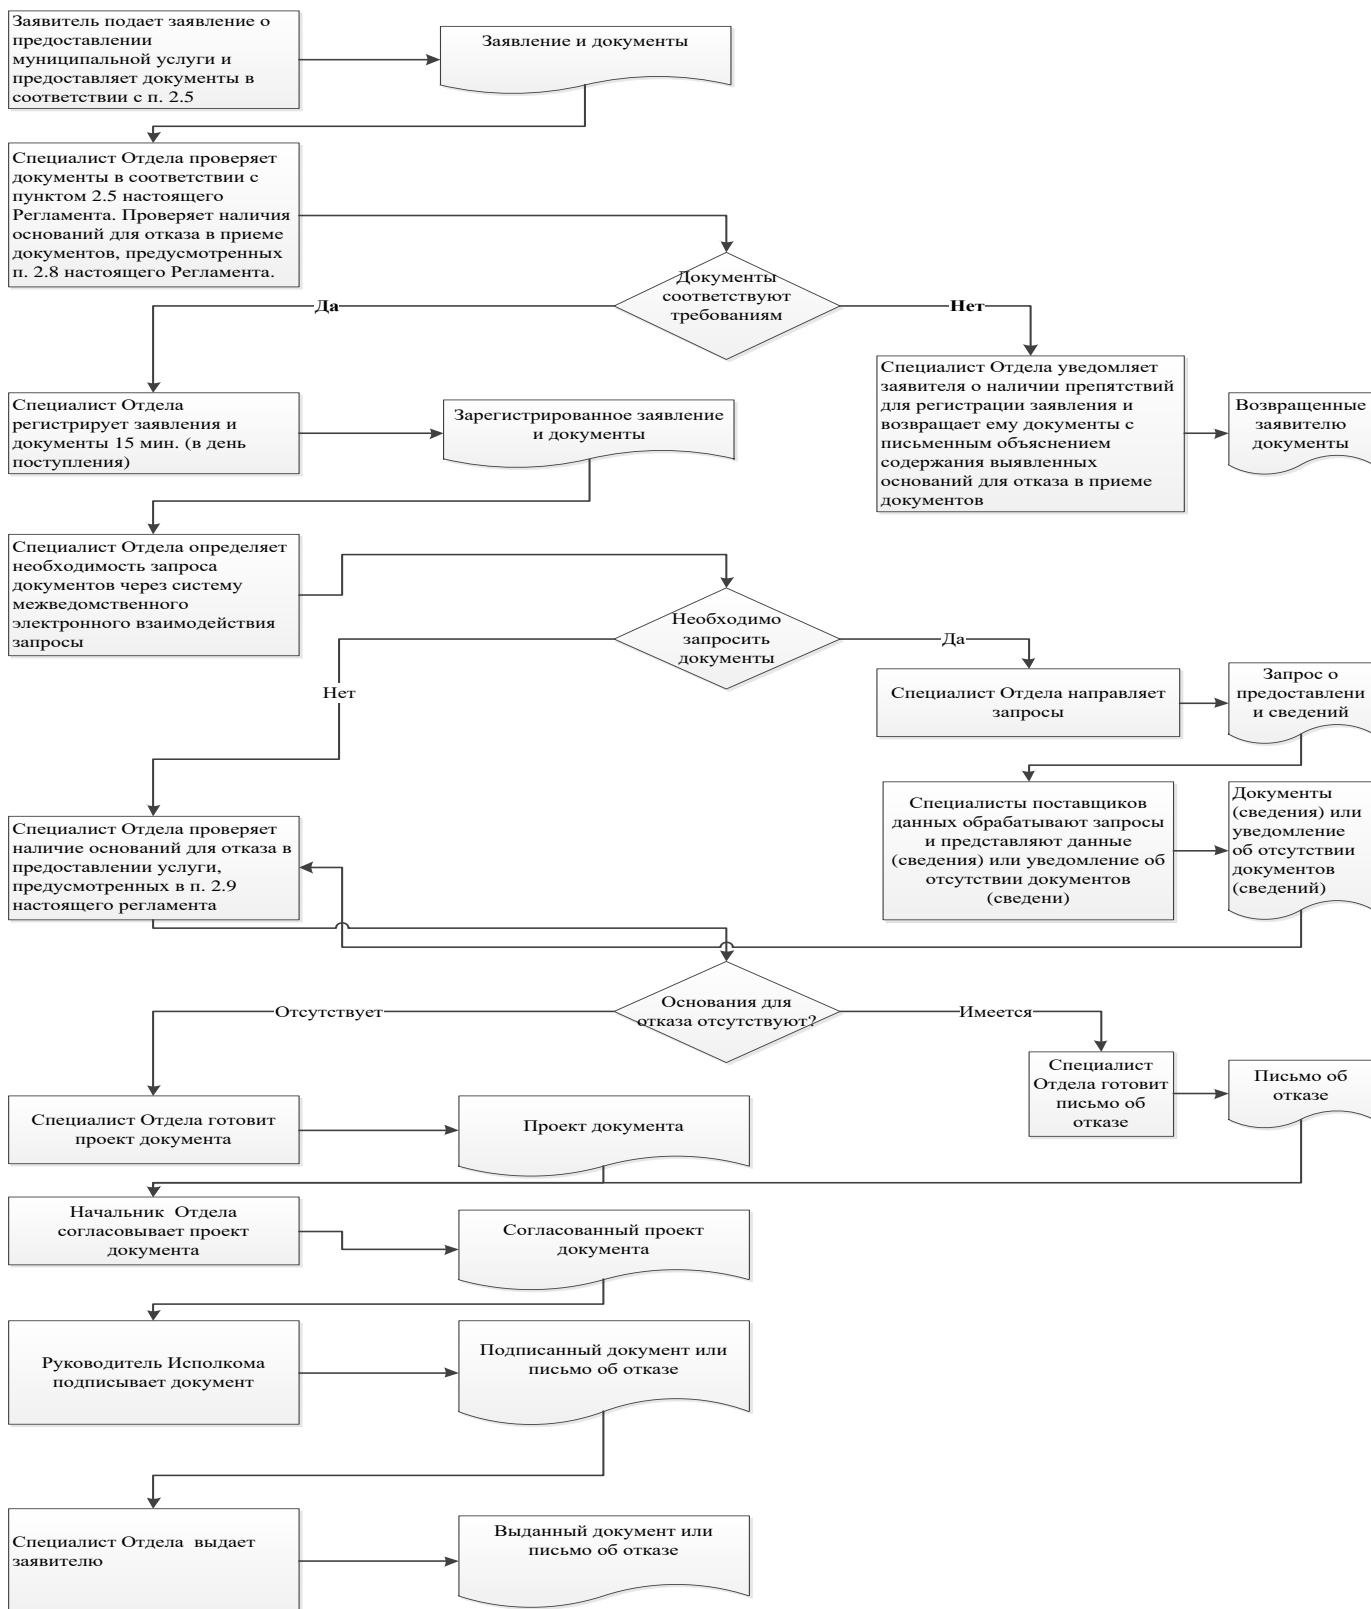 Заявитель подает заявление о
предоставлении
муниципальной услуги и
предоставляет документы в
соответствии с п. 2.5
Заявление и документы
Специалист Отдела проверяет
документы в соответствии с
пунктом 2.5 настоящего
Регламента. Проверяет наличия
оснований для отказа в приеме
документов, предусмотренных
п. 2.8 настоящего Регламента.
Документы
соответствуют
требованиям
Да
Нет
Специалист Отдела
регистрирует заявления и
документы 15 мин. (в день
поступления)
Зарегистрированное заявление
и документы
Специалист Отдела уведомляет
заявителя о наличии препятствий
для регистрации заявления и
возвращает ему документы с
письменным объяснением
содержания выявленных
оснований для отказа в приеме
документов
Возвращенные
заявителю
документы
Специалист Отдела определяет
необходимость запроса
документов через систему
межведомственного
электронного взаимодействия
запросы
Необходимо
запросить
документы
Да
Нет
Специалист Отдела направляет
запросы
Запрос о
предоставлени
и сведений
Специалисты поставщиков
данных обрабатывают запросы
и представляют данные
(сведения) или уведомление об
отсутствии документов
(сведени)
Документы
(сведения) или
уведомление
об отсутствии
документов
(сведений)
Специалист Отдела проверяет
наличие оснований для отказа в
предоставлении услуги,
предусмотренных в п. 2.9
настоящего регламента
Основания для
отказа отсутствуют?
Отсутствует
Имеется
Специалист
Отдела готовит
письмо об
отказе
Письмо об
отказе
Специалист Отдела готовит
проект документа
Проект документа
Начальник  Отдела
согласовывает проект
документа
Согласованный проект
документа
Руководитель Исполкома
подписывает документ
Подписанный документ или
письмо об отказе
Специалист Отдела  выдает
заявителю
Выданный документ или
письмо об отказе